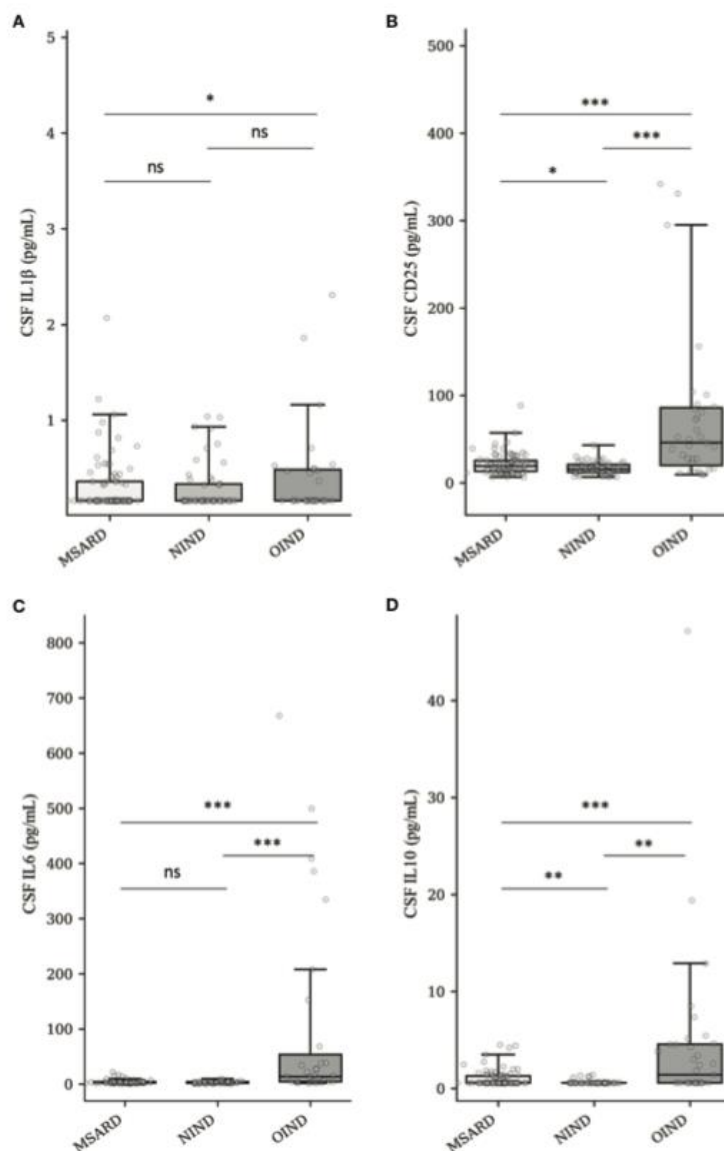 A
CSF IL1β (pg/mL)
5
4
3
2
1
*
ns
ns
MSARD
NIND
OIND
B
CSF CD25 (pg/mL)
500
400
300
200
100
0
***
***
*
MSARD
NIND
OIND
C
CSF IL6 (pg/mL)
800
700
600
500
400
300
200
100
0
***
***
ns
MSARD
NIND
OIND
D
CSF IL10 (pg/mL)
40
30
20
10
0
***
**
**
MSARD
NIND
OIND